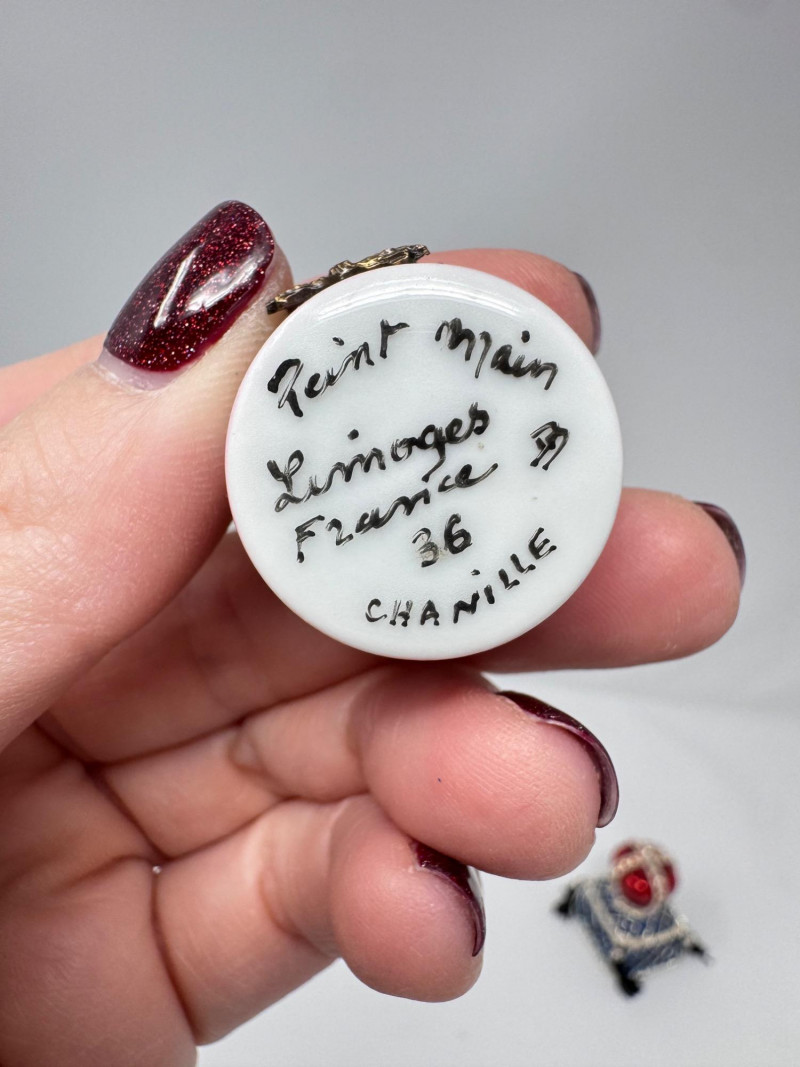 Peint Main
Limoges
France
36
CHANILLE